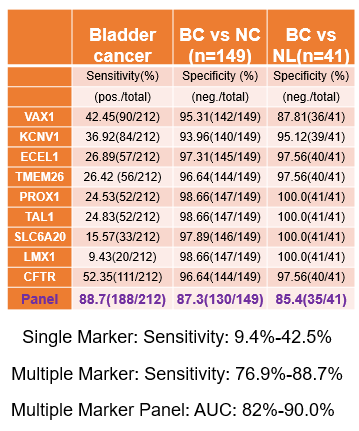 Bladder cancer BC vs NC (n=149) BC vs NL(n=41)
Sensitivity(%) Specificity (%) Specificity (%)
(pos./total) (neg./total) (neg./total)
VAX1 42.45(90/212) 95.31(142/149) 87.81(36/41)
KCNV1 36.92(84/212) 93.96(140/149) 95.12(39/41)
ECEL1 26.89(57/212) 97.31(145/149) 97.56(40/41)
TMEM26 26.42 (56/212) 96.64(144/149) 97.56(40/41)
PROX1 24.53(52/212) 98.66(147/149) 100.0(41/41)
TAL1 24.83(52/212) 98.66(147/149) 100.0(41/41)
SLC6A20 15.57(33/212) 97.89(146/149) 100.0(41/41)
LMX1 9.43(20/212) 98.66(147/149) 100.0(41/41)
CFTR 52.35(111/212) 96.64(144/149) 97.56(40/41)
Panel 88.7(188/212) 87.3(130/149) 85.4(35/41)
Single Marker: Sensitivity: 9.4%-42.5%
Multiple Marker: Sensitivity: 76.9%-88.7%
Multiple Marker Panel: AUC: 82%-90.0%